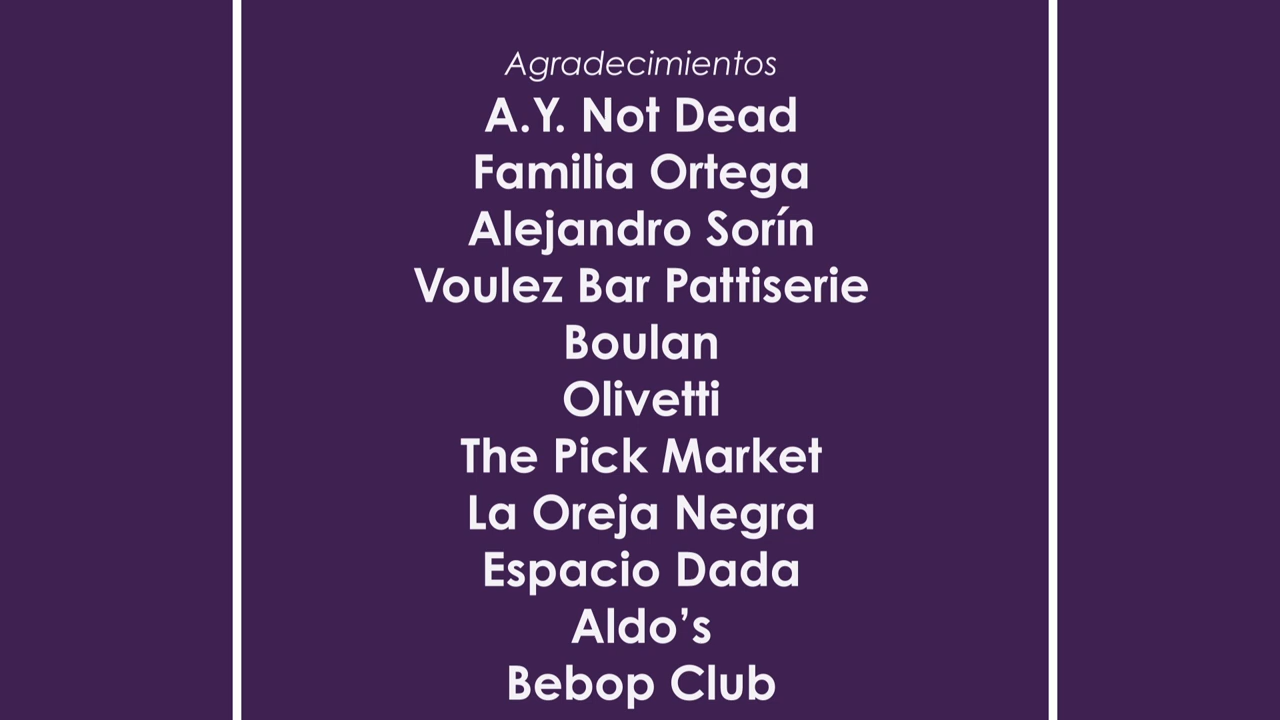 Agradecimientos
A.Y. Not Dead
Familia Ortega
Alejandro Sorín
Voulez Bar Pattiserie
Boulan
Olivetti
The Pick Market
La Oreja Negra
Espacio Dada
Aldo’s
Bebop Club